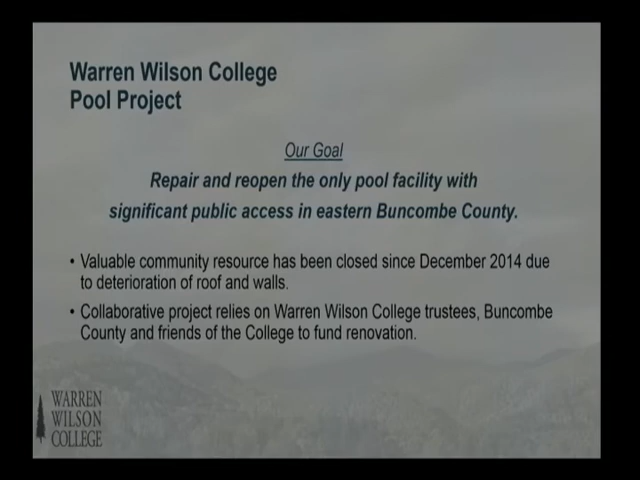 Warren Wilson College
Pool Project
Our Goal
Repair and reopen the only pool facility with
significant public access in eastern Buncombe County.
• Valuable community resource has been closed since December 2014 due
to deterioration of roof and walls.
• Collaborative project relies on Warren Wilson College trustees, Buncombe
County and friends of the College to fund renovation.
WARREN
WILSON
COLLEGE